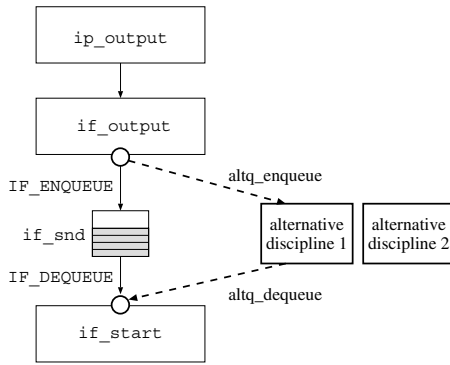 ip_output
if_output
altq_enqueue
IF_ENQUEUE
if_snd
alternative
discipline 1
alternative
discipline 2
IF_DEQUEUE
altq_dequeue
if_start